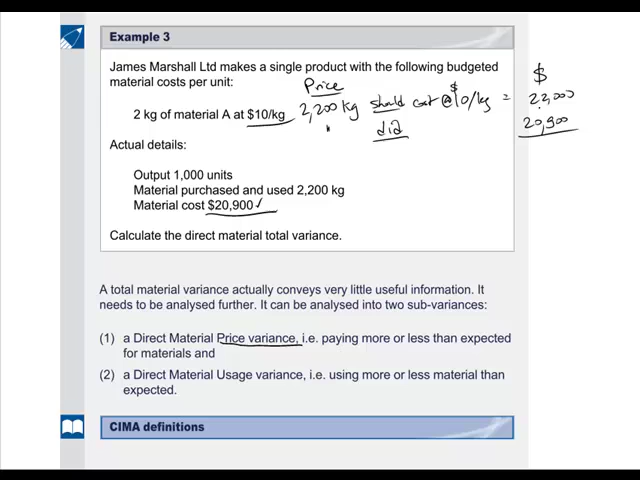 Example 3
James Marshall Ltd makes a single product with the following budgeted
material costs per unit:
Price
$
2 kg of material A at $10/kg
2,200 kg should cost @ $10/kg = 22,000
" did 20,900
Actual details:
Output 1,000 units
Material purchased and used 2,200 kg
Material cost $20,900 ✓
Calculate the direct material total variance.
A total material variance actually conveys very little useful information. It
needs to be analysed further. It can be analysed into two sub-variances:
(1) a Direct Material Price variance, i.e. paying more or less than expected
for materials and
(2) a Direct Material Usage variance, i.e. using more or less material than
expected.
CIMA definitions